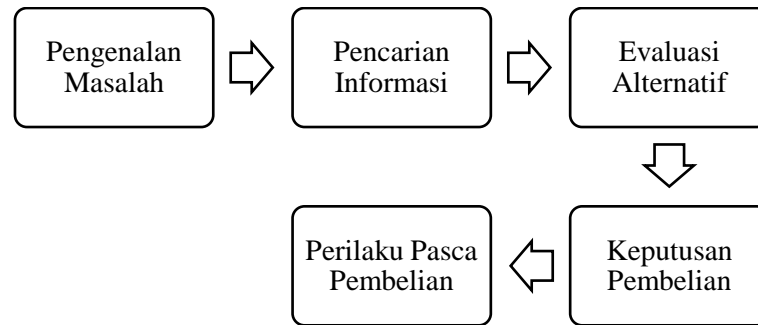 Pengenalan
Masalah
Pencarian
Informasi
Evaluasi
Alternatif
Keputusan
Pembelian
Perilaku Pasca
Pembelian